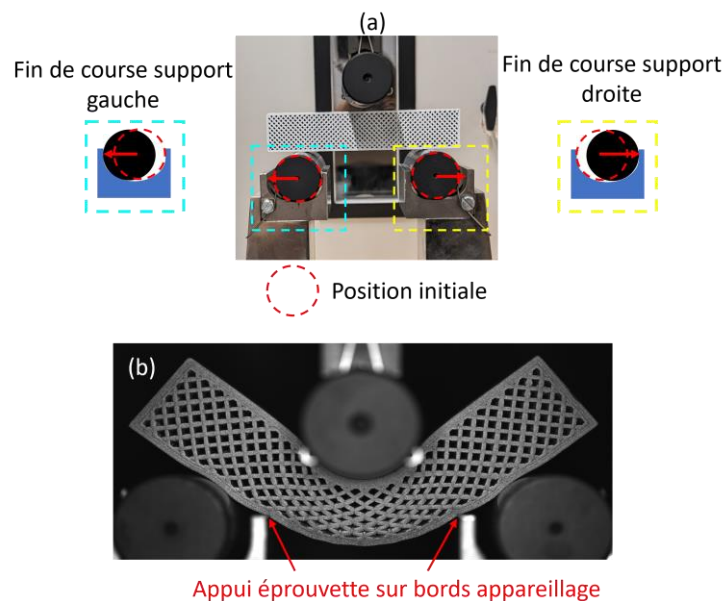 (a)
Fin de course support
gauche
Fin de course support
droite
Position initiale
(b)
Appui éprouvette sur bords appareillage